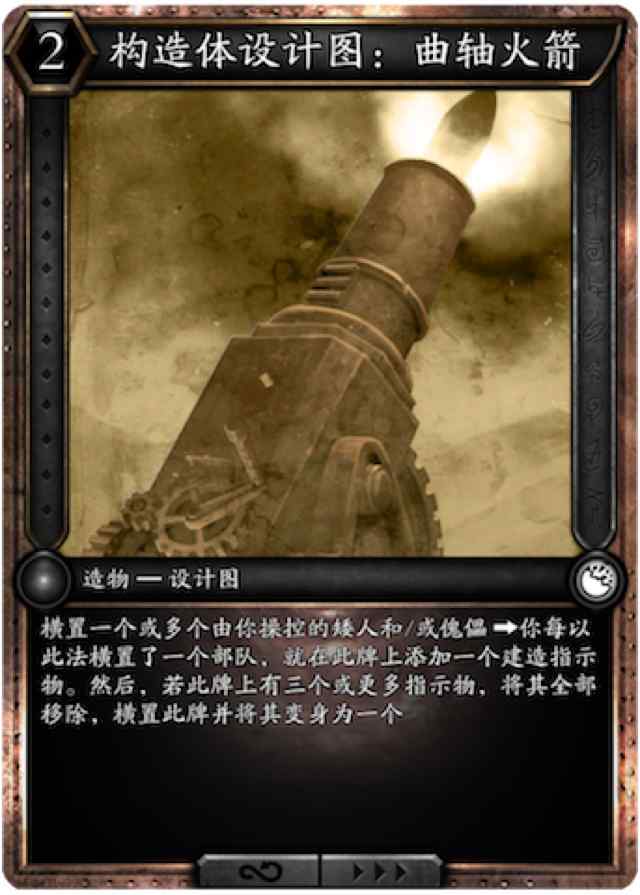 2
构造体设计图：曲轴火箭
造物 — 设计图
横置一个或多个由你操控的矮人和/或傀儡➡你每以
此法横置了一个部队，就在此牌上添加一个建造指示
物。然后，若此牌上有三个或更多指示物，将其全部
移除，横置此牌并将其变身为一个